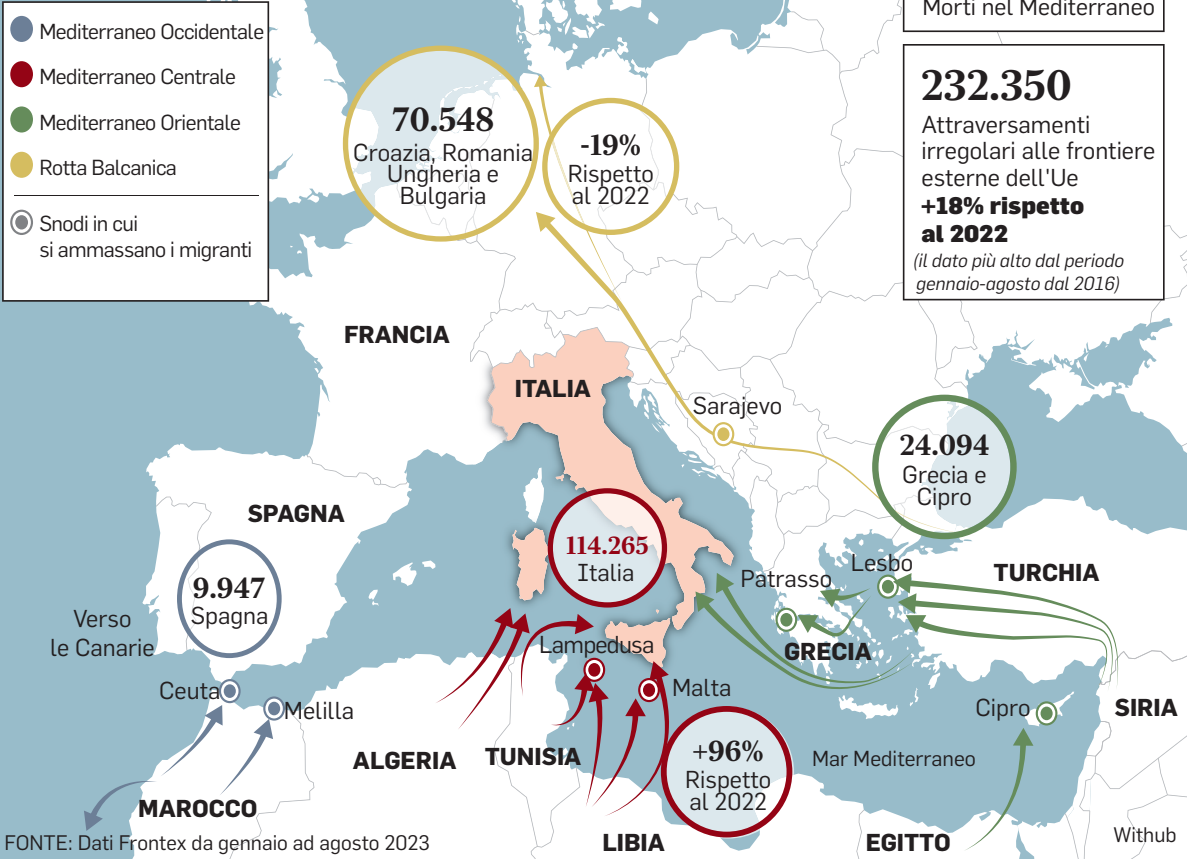 Mediterraneo Occidentale
Mediterraneo Centrale
Mediterraneo Orientale
Rotta Balcanica
Snodi in cui
si ammassano i migranti
70.548
Croazia, Romania
Ungheria e
Bulgaria
-19%
Rispetto
al 2022
Morti nel Mediterraneo
232.350
Attraversamenti
irregolari alle frontiere
esterne dell'Ue
+18% rispetto
al 2022
(il dato più alto dal periodo
gennaio-agosto dal 2016)
FRANCIA
ITALIA
Sarajevo
24.094
Grecia e
Cipro
SPAGNA
9.947
Spagna
114.265
Italia
Patrasso
Lesbo
TURCHIA
Verso
le Canarie
Lampedusa
GRECIA
Ceuta
Melilla
Malta
Cipro
SIRIA
ALGERIA
TUNISIA
+96%
Rispetto
al 2022
Mar Mediterraneo
MAROCCO
LIBIA
EGITTO
Withub
FONTE: Dati Frontex da gennaio ad agosto 2023